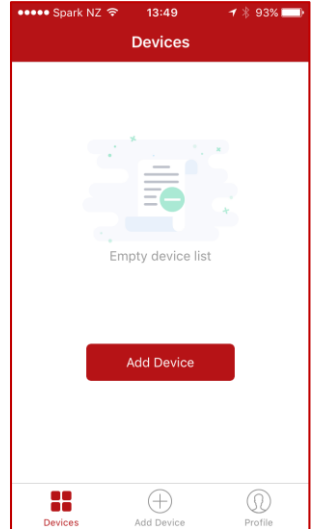 Spark NZ 13:49 93%
Devices
Empty device list
Add Device
Devices Add Device Profile